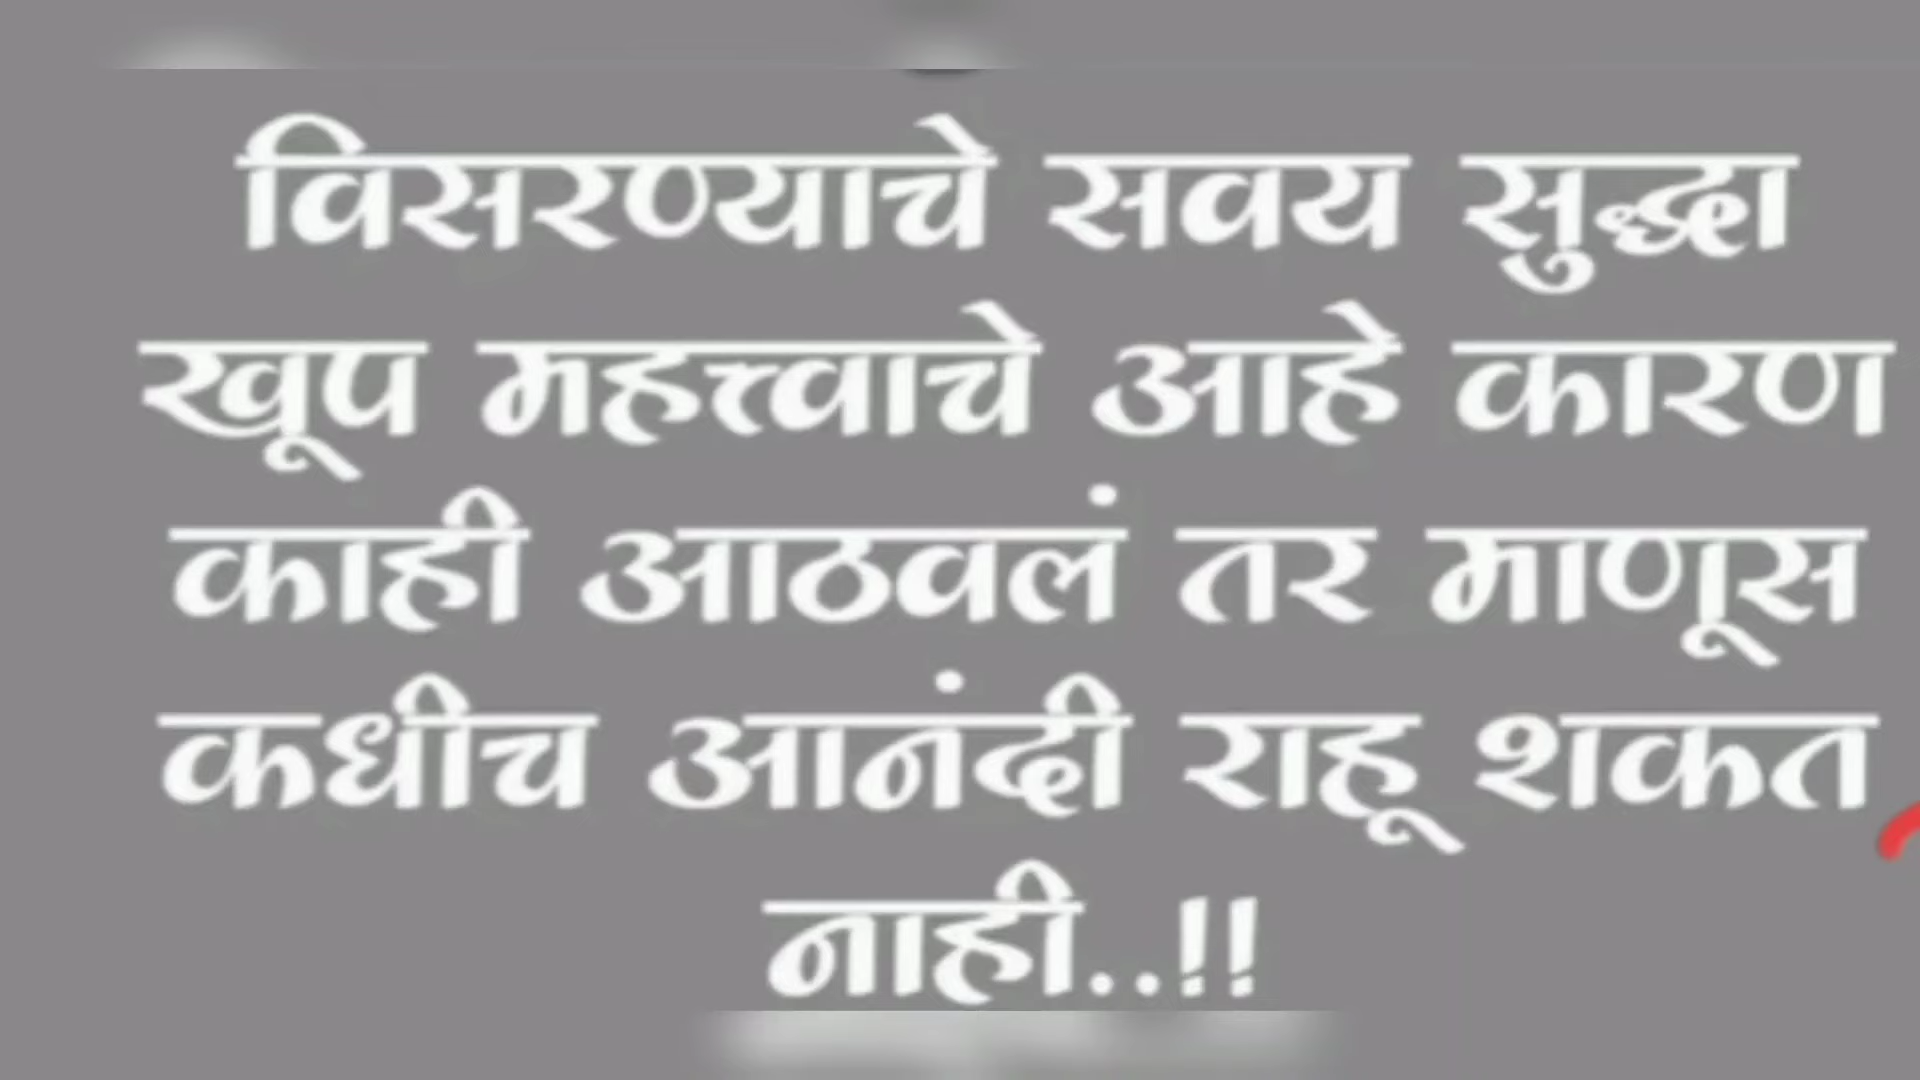 विसरण्याचे सवय सुद्धा
खूप महत्त्वाचे आहे कारण
काही आठवलं तर माणूस
कधीच आनंदी राहू शकत
नाही..!!